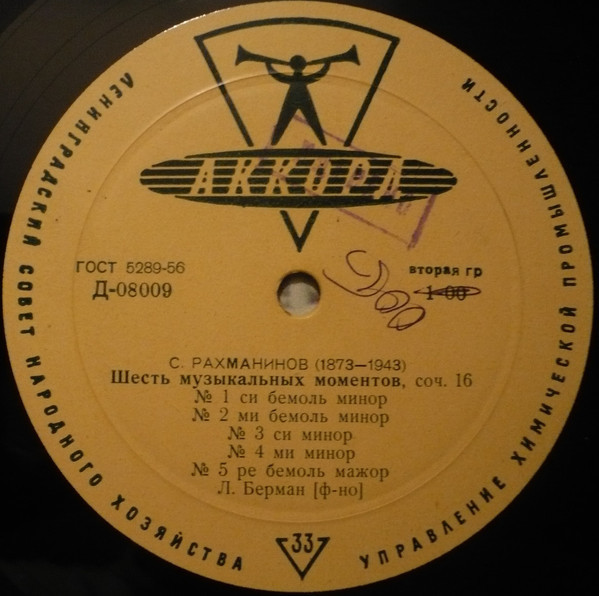 АККОРД
ЛЕНИНГРАДСКИЙ СОВЕТ НАРОДНОГО ХОЗЯЙСТВА
УПРАВЛЕНИЕ ХИМИЧЕСКОЙ ПРОМЫШЛЕННОСТИ
ГОСТ 5289-56
Д-08009
вторая гр
1-00
С. РАХМАНИНОВ (1873—1943)
Шесть музыкальных моментов, соч. 16
№ 1 си бемоль минор
№ 2 ми бемоль минор
№ 3 си минор
№ 4 ми минор
№ 5 ре бемоль мажор
Л. Берман [ф-но]
33